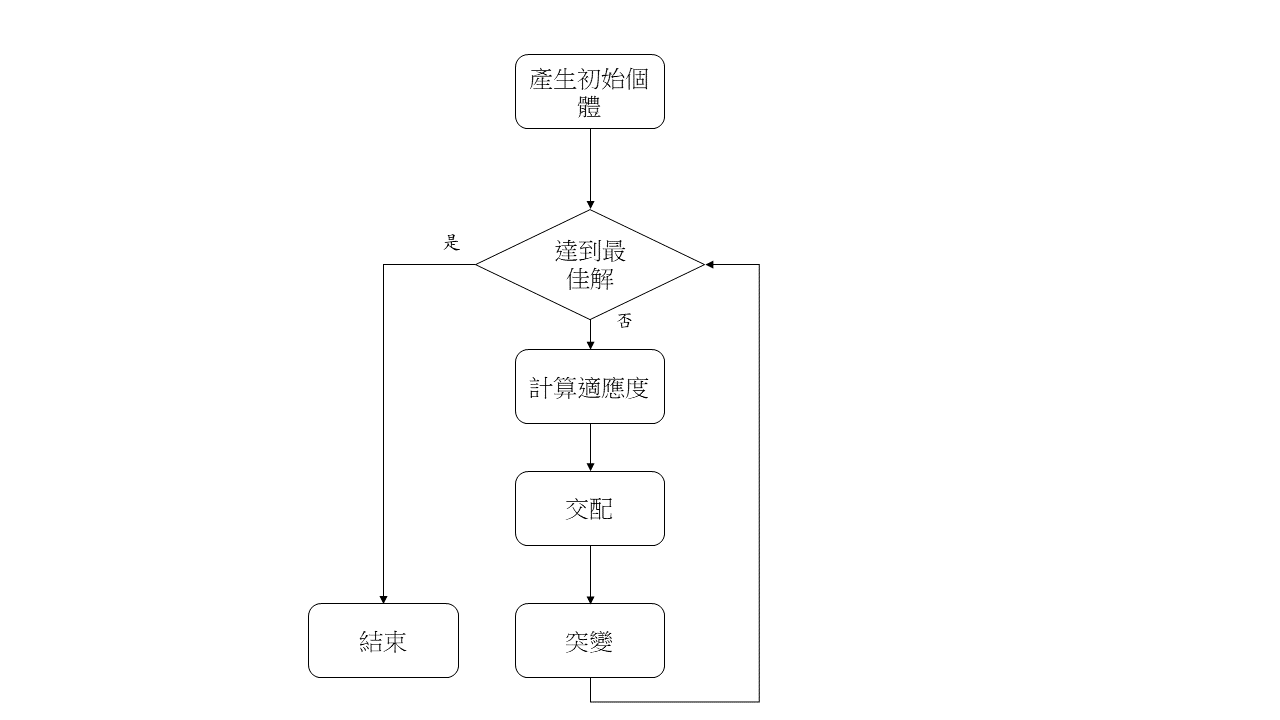 產生初始個
體
是
達到最
佳解
否
計算適應度
交配
結束
突變